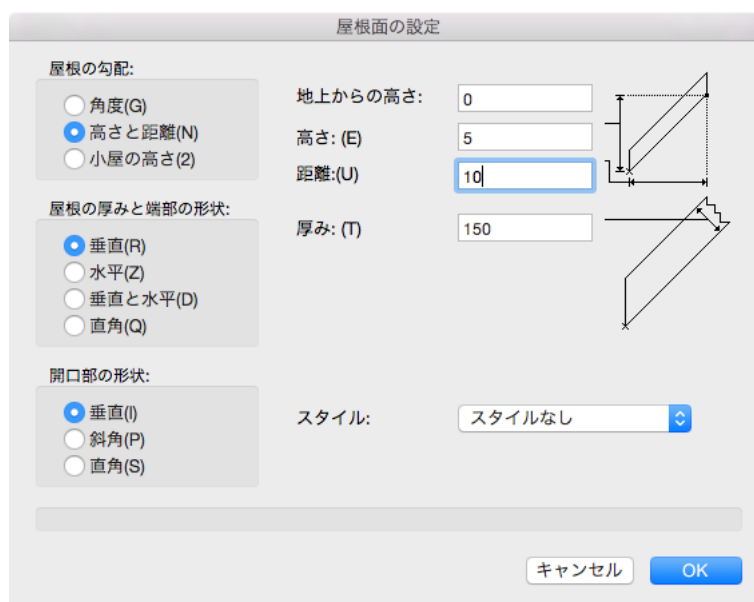 屋根面の設定
屋根の勾配:
角度(G)
高さと距離(N)
小屋の高さ(2)
地上からの高さ: 0
高さ: (E) 5
距離:(U) 10
屋根の厚みと端部の形状:
垂直(R)
水平(Z)
垂直と水平(D)
直角(Q)
厚み: (T) 150
開口部の形状:
垂直(I)
斜角(P)
直角(S)
スタイル: スタイルなし
キャンセル OK